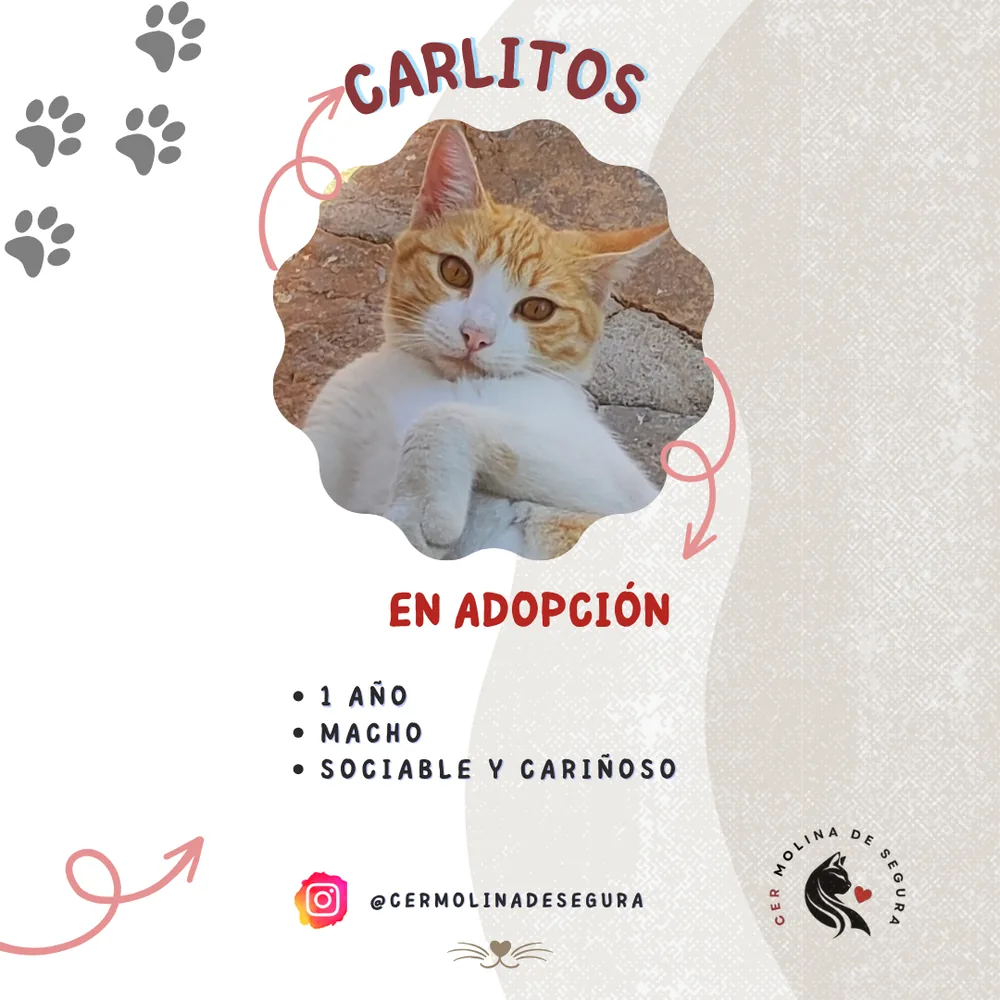 CARLITOS
EN ADOPCIÓN
1 AÑO
MACHO
SOCIABLE Y CARIÑOSO
@CERMOLINADESEGURA
CER MOLINA DE SEGURA